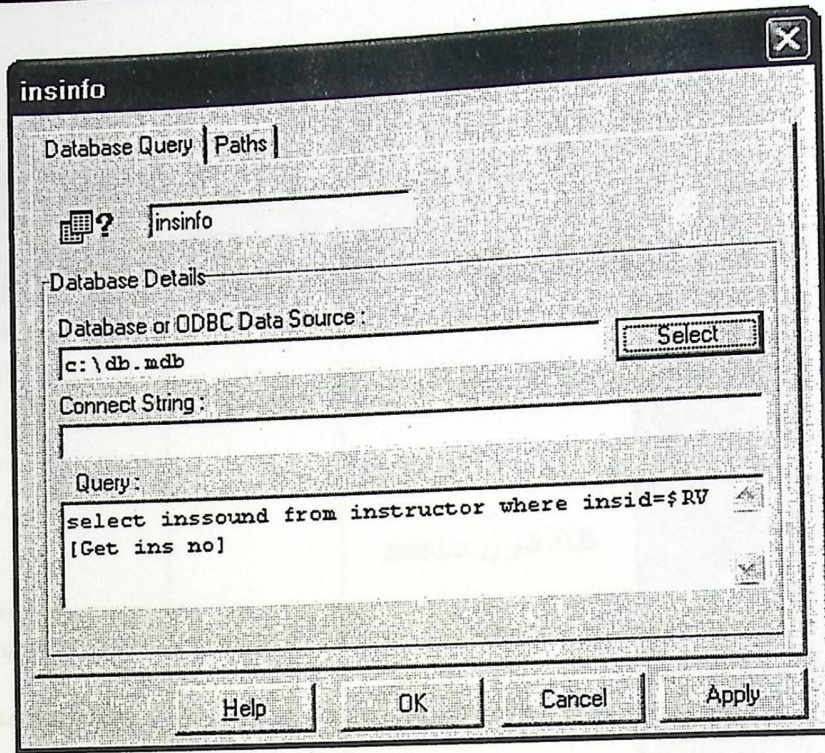 insinfo
Database Query Paths
? insinfo
Database Details
Database or ODBC Data Source :
Select
c:\db.mdb
Connect String :
Query :
select inssound from instructor where insid=$RV
[Get ins no]
Help OK Cancel Apply